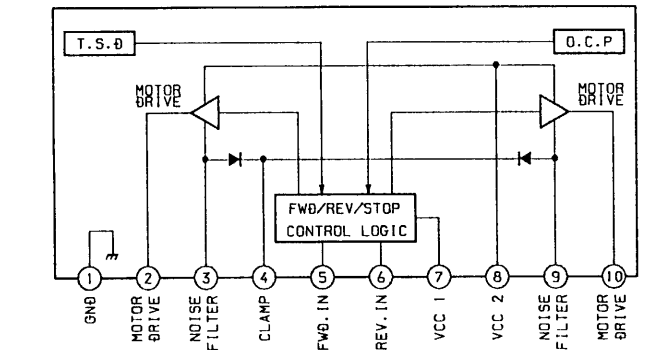 T.S.D
O.C.P
MOTOR
DRIVE
MOTOR
DRIVE
FWD/REV/STOP
CONTROL LOGIC
1
2
3
4
5
6
7
8
9
10
GND
MOTOR
DRIVE
NOISE
FILTER
CLAMP
FWD.IN
REV.IN
VCC 1
VCC 2
NOISE
FILTER
MOTOR
DRIVE